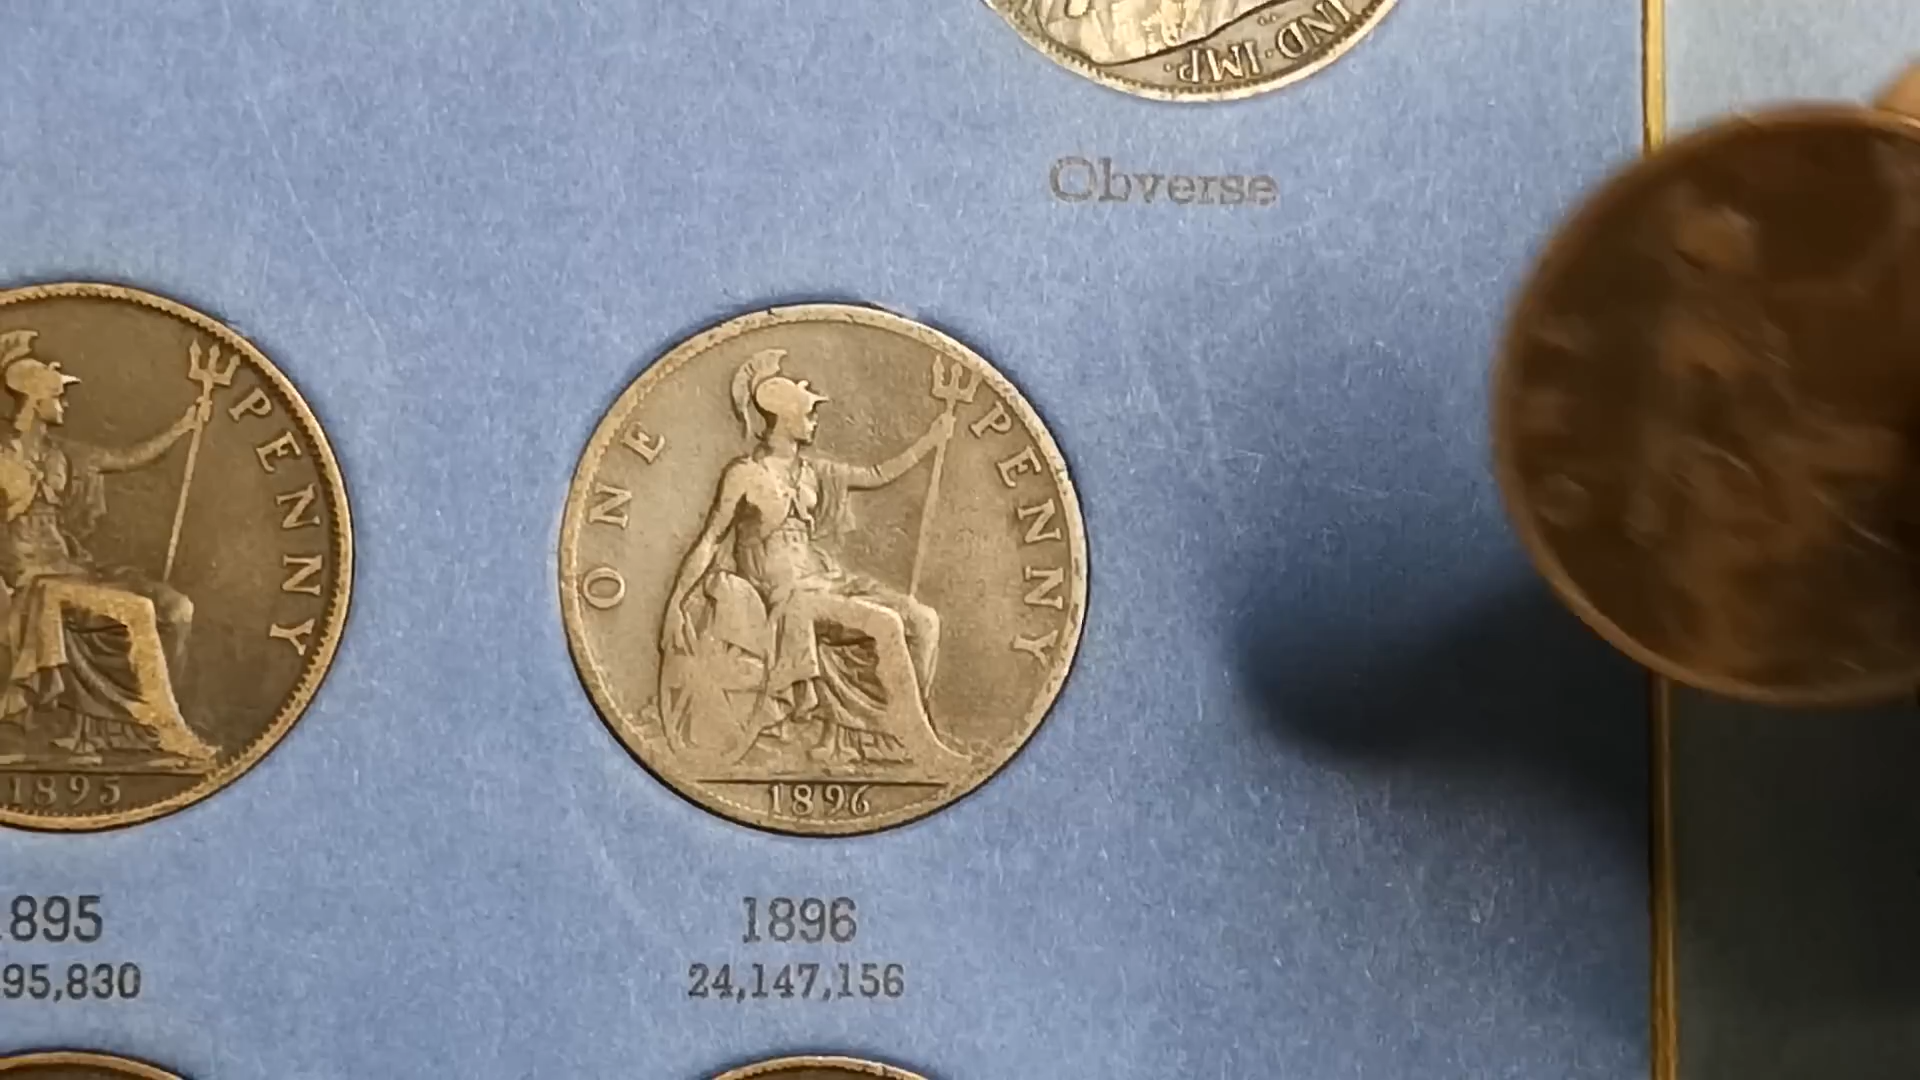 IND·IMP·
Obverse
PENNY
1895
ONE PENNY
1896
895
95,830
1896
24,147,156